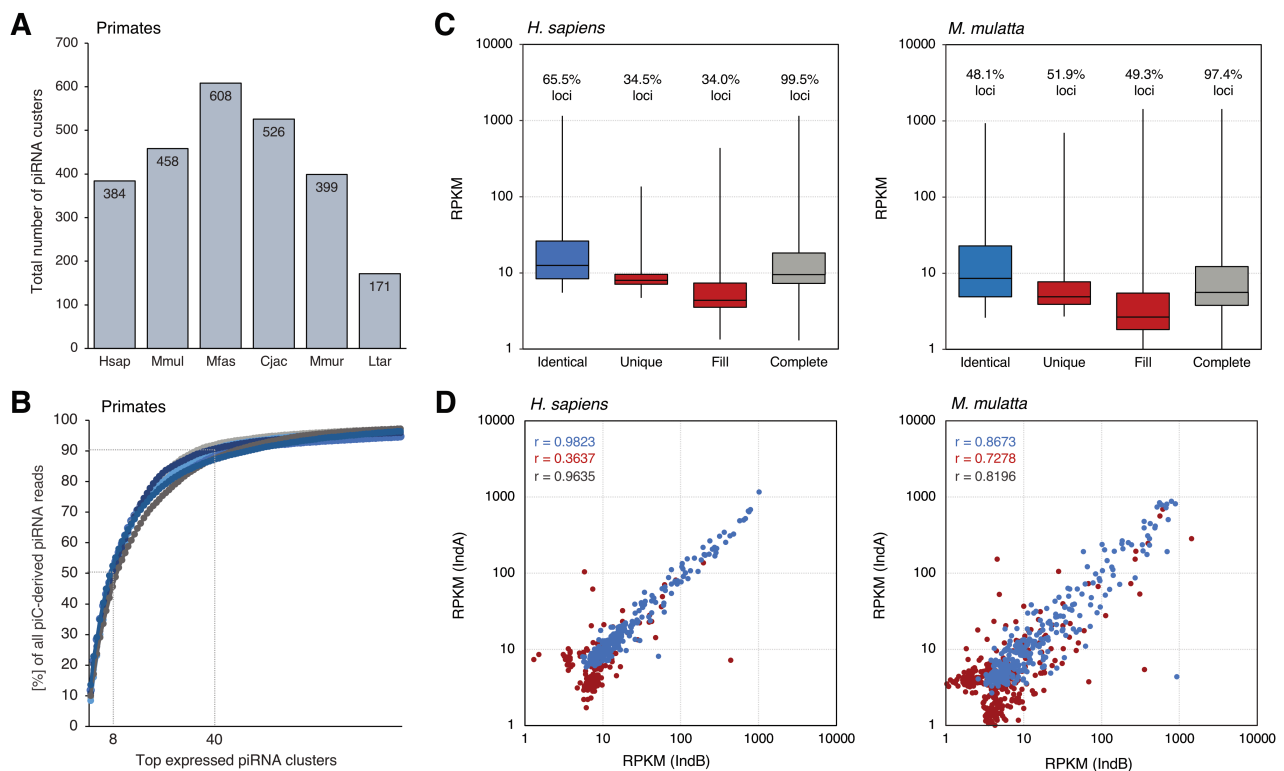 A
Primates
Total number of piRNA custers
700
600
500
400
300
200
100
0
384
458
608
526
399
171
Hsap Mmul Mfas Cjac Mmur Ltar
B
Primates
[%] of all piC-derived piRNA reads
100
90
80
70
60
50
40
30
20
10
0
8 40
Top expressed piRNA clusters
C
H. sapiens
RPKM
10000
1000
100
10
1
65.5% loci
34.5% loci
34.0% loci
99.5% loci
Identical Unique Fill Complete
M. mulatta
RPKM
10000
1000
100
10
1
48.1% loci
51.9% loci
49.3% loci
97.4% loci
Identical Unique Fill Complete
D
H. sapiens
RPKM (IndA)
10000
1000
100
10
1
r = 0.9823
r = 0.3637
r = 0.9635
1 10 100 1000 10000
RPKM (IndB)
M. mulatta
RPKM (IndA)
10000
1000
100
10
1
r = 0.8673
r = 0.7278
r = 0.8196
1 10 100 1000 10000
RPKM (IndB)